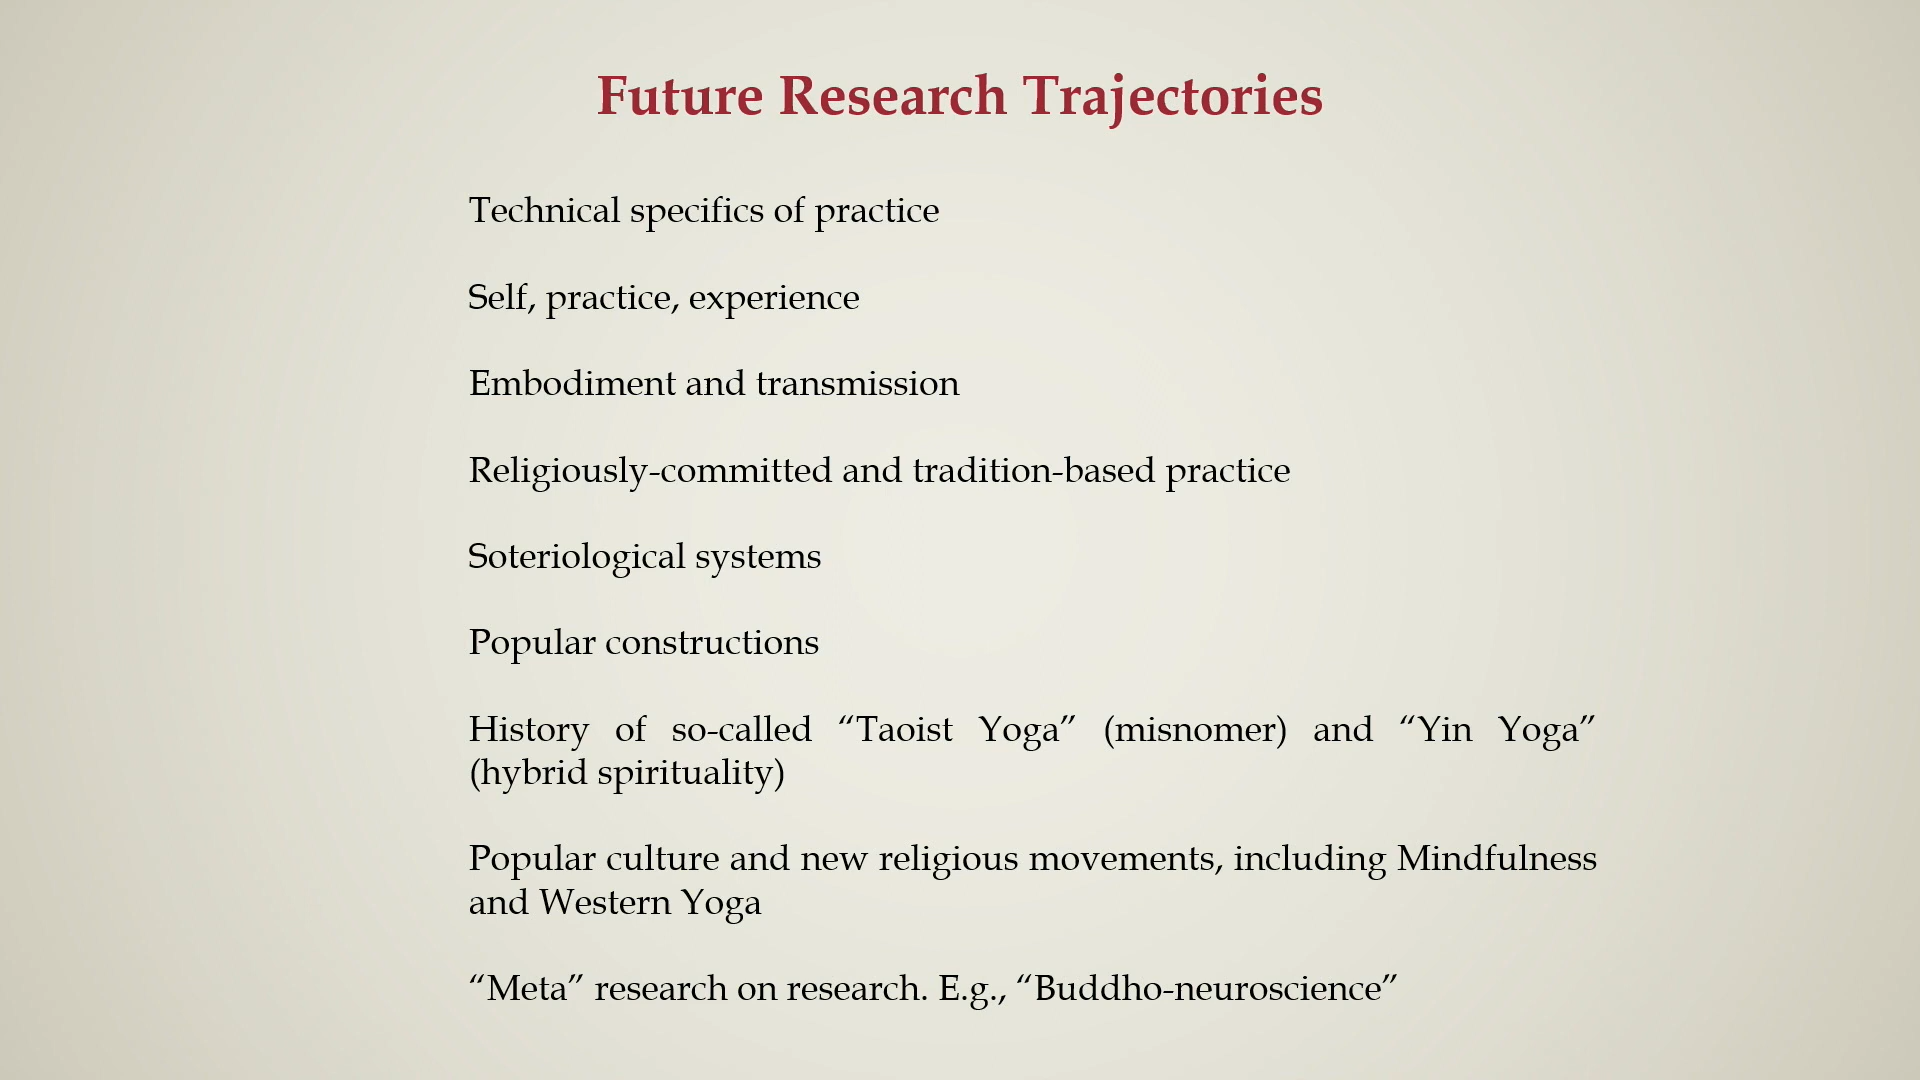 Future Research Trajectories
Technical specifics of practice
Self, practice, experience
Embodiment and transmission
Religiously-committed and tradition-based practice
Soteriological systems
Popular constructions
History of so-called “Taoist Yoga” (misnomer) and “Yin Yoga”
(hybrid spirituality)
Popular culture and new religious movements, including Mindfulness
and Western Yoga
“Meta” research on research. E.g., “Buddho-neuroscience”